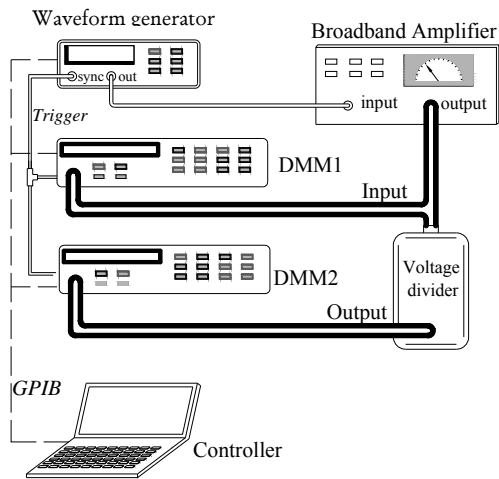 Waveform generator
Broadband Amplifier
sync out
input
output
Trigger
DMM1
Input
Voltage
divider
DMM2
Output
GPIB
Controller